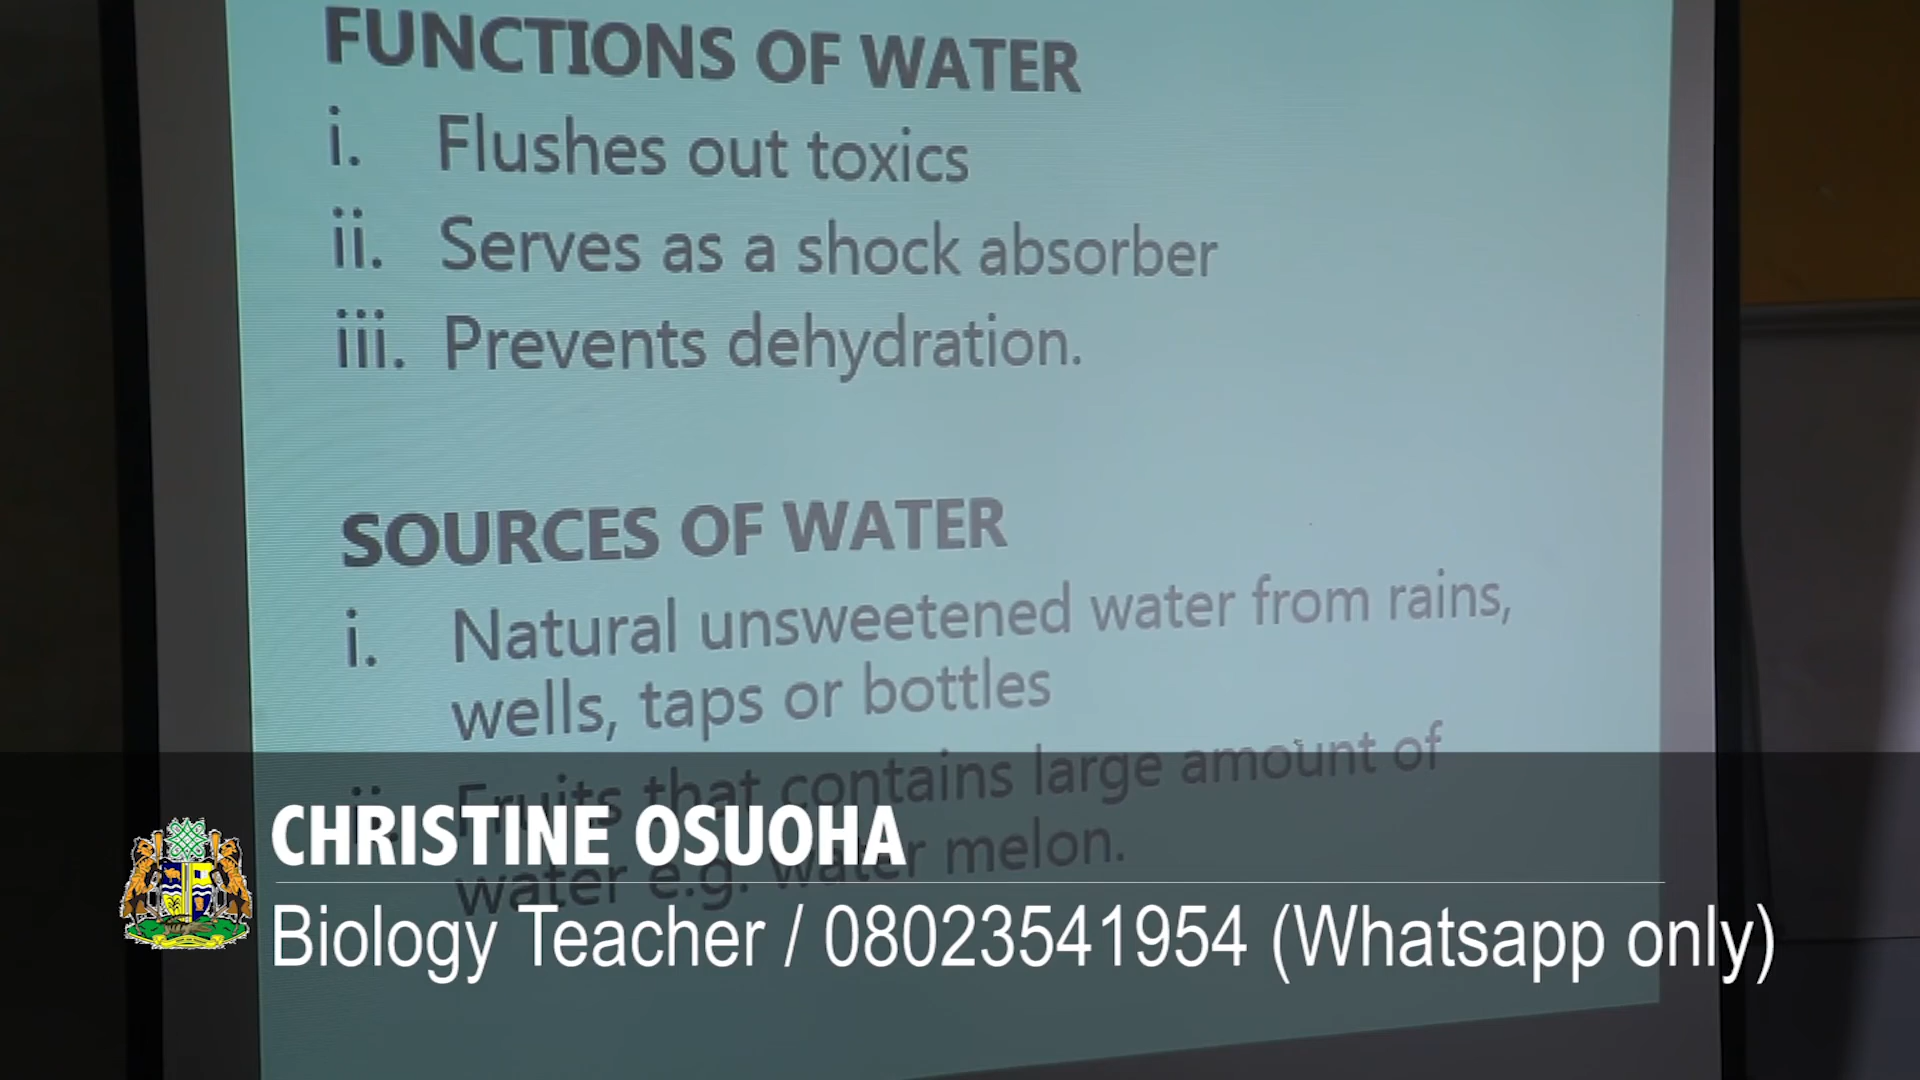 FUNCTIONS OF WATER
i. Flushes out toxics
ii. Serves as a shock absorber
iii. Prevents dehydration.
SOURCES OF WATER
i. Natural unsweetened water from rains,
wells, taps or bottles
ii. Fruits that contains large amount of
water e.g. water melon.
CHRISTINE OSUOHA
Biology Teacher / 08023541954 (Whatsapp only)